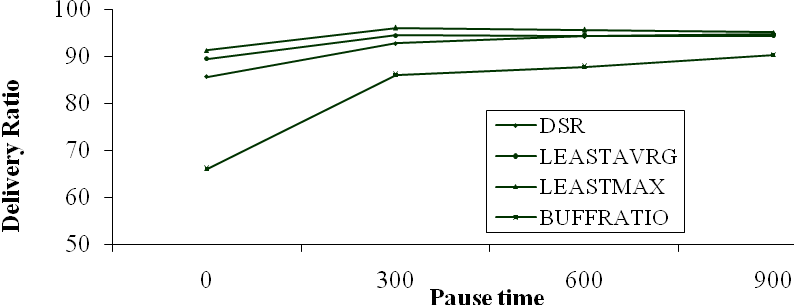 100
90
80
70
60
50
Delivery Ratio
DSR
LEASTAVRG
LEASTMAX
BUFFRATIO
0 300 600 900
Pause time